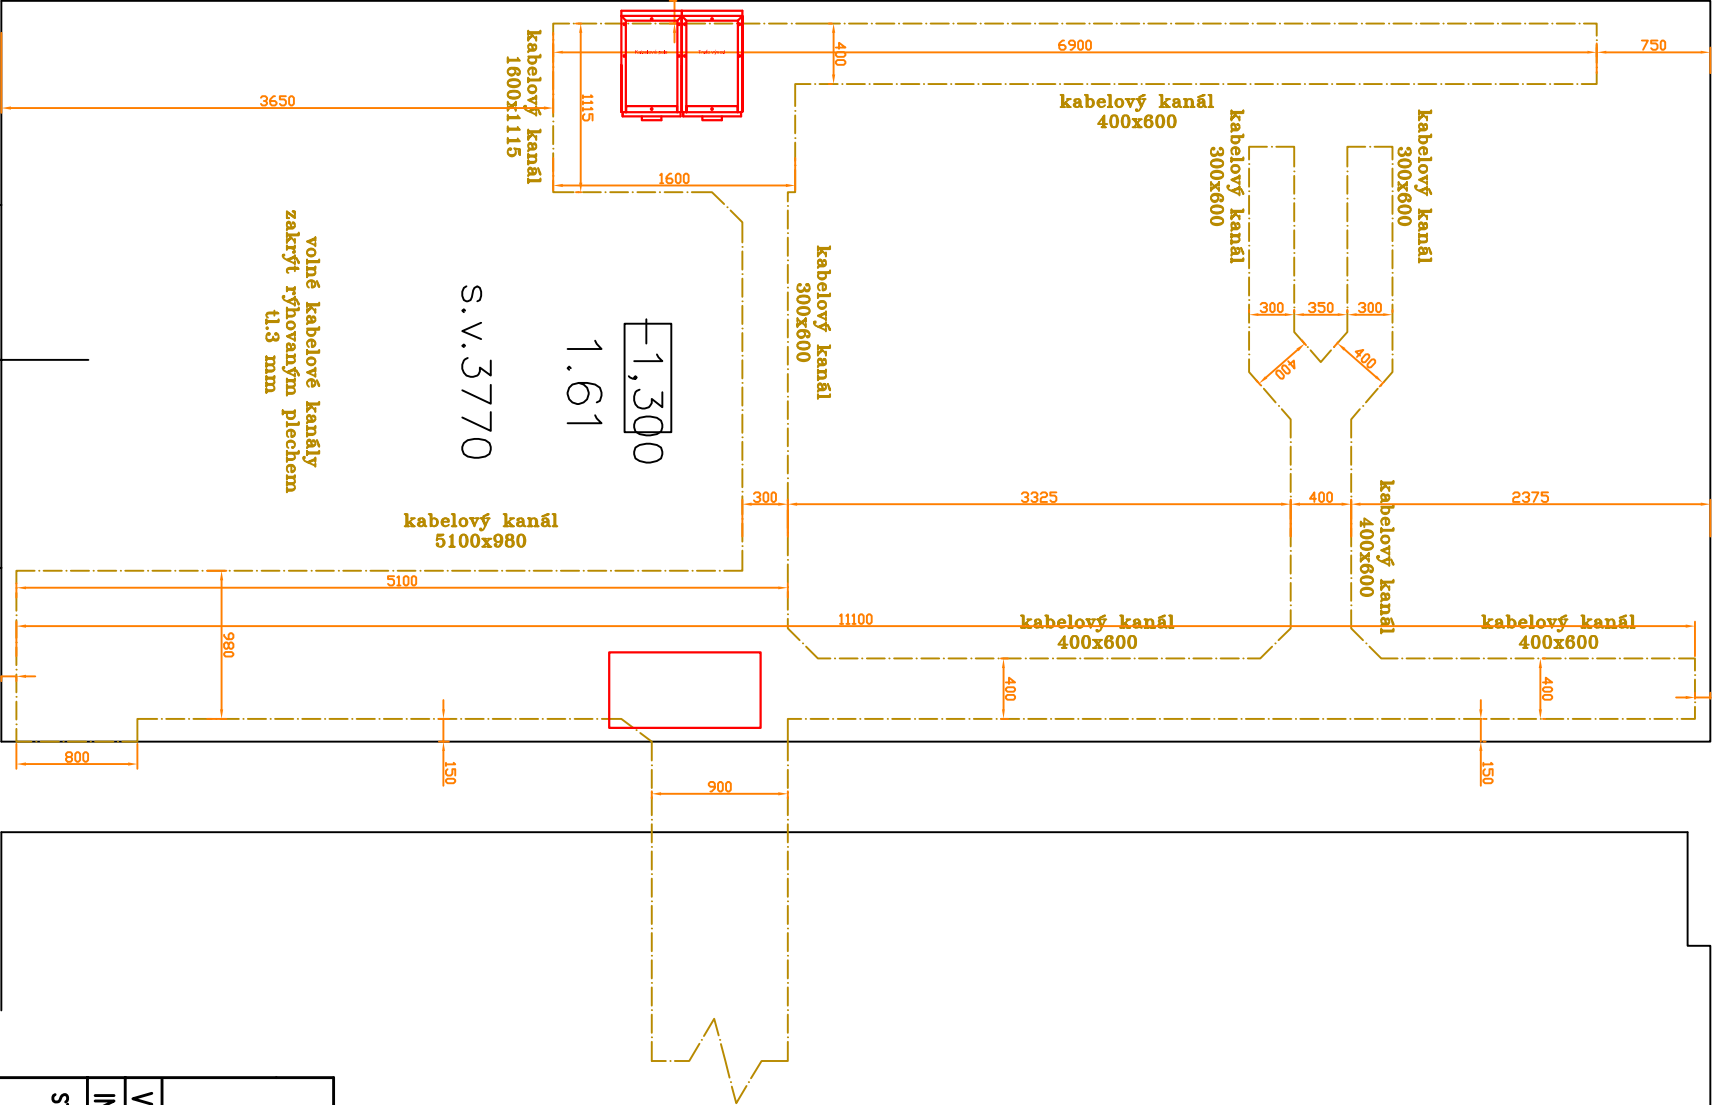 400
6900
750
3650
1115
kabelový kanál
1600x1115
kabelový kanál
400x600
kabelový kanál
300x600
kabelový kanál
300x600
1600
volné kabelové kanály
zakrýt rýhovaným plechem
tl.3 mm
s.v.3770
1.61
-1,300
kabelový kanál
300x600
300
350
300
400
400
kabelový kanál
5100x980
300
3325
400
2375
kabelový kanál
400x600
5100
11100
980
kabelový kanál
400x600
kabelový kanál
400x600
400
400
800
150
900
150